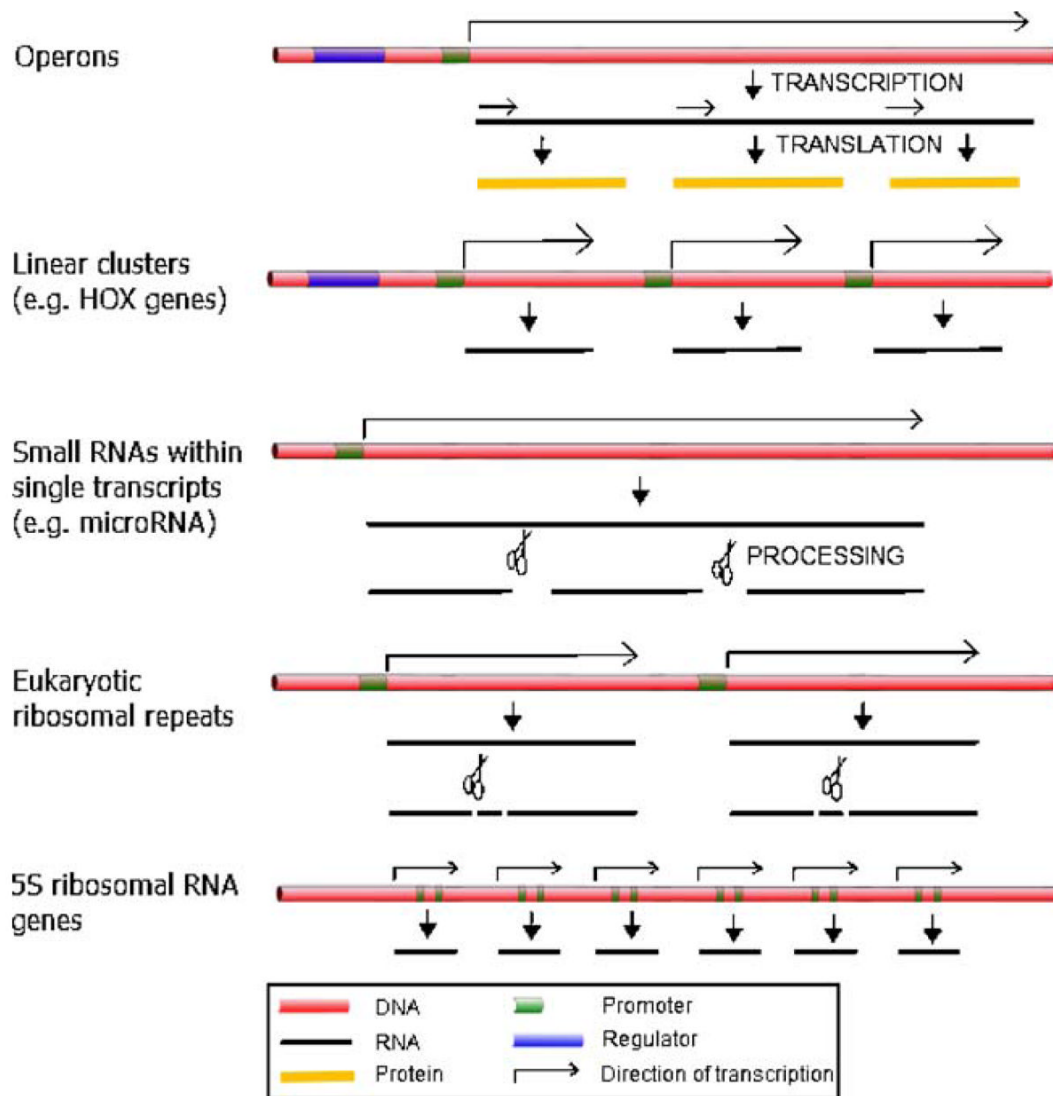 Operons
TRANSCRIPTION
TRANSLATION
Linear clusters
(e.g. HOX genes)
Small RNAs within
single transcripts
(e.g. microRNA)
PROCESSING
Eukaryotic
ribosomal repeats
5S ribosomal RNA
genes
DNA
Promoter
RNA
Regulator
Protein
Direction of transcription